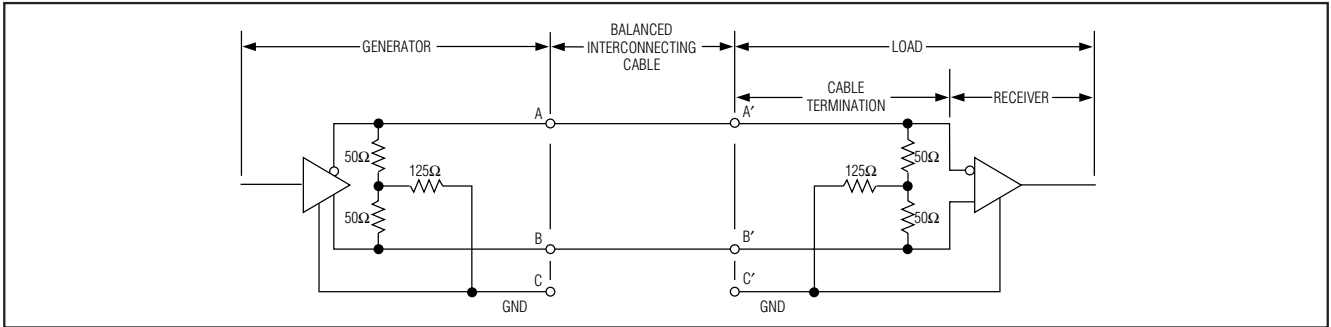 GENERATOR
BALANCED
INTERCONNECTING
CABLE
LOAD
CABLE
TERMINATION
RECEIVER
A
A′
50Ω
125Ω
50Ω
125Ω
50Ω
50Ω
B
B′
C
C′
GND
GND